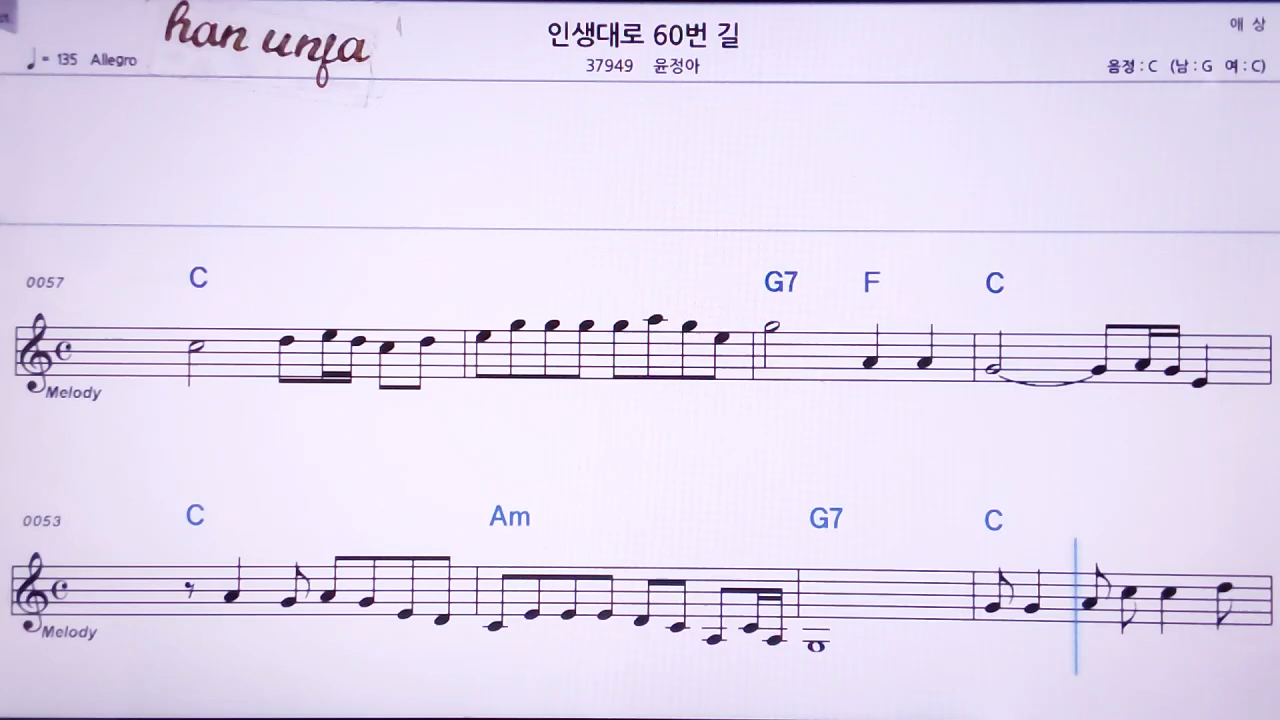 han unja
인생대로 60번 길
애 상
♩= 135 Allegro
37949 윤정아
음정 : C (남 : G 여 : C)
0057
C G7 F C
Melody
0053
C Am G7 C
Melody